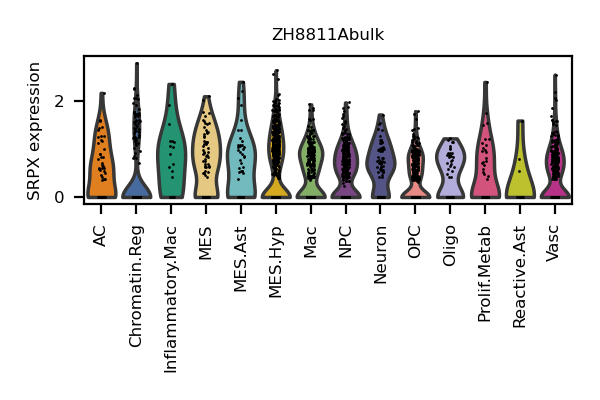 ZH8811Abulk
SRPX expression
2
0
AC
Chromatin.Reg
Inflammatory.Mac
MES
MES.Ast
MES.Hyp
Mac
NPC
Neuron
OPC
Oligo
Prolif.Metab
Reactive.Ast
Vasc